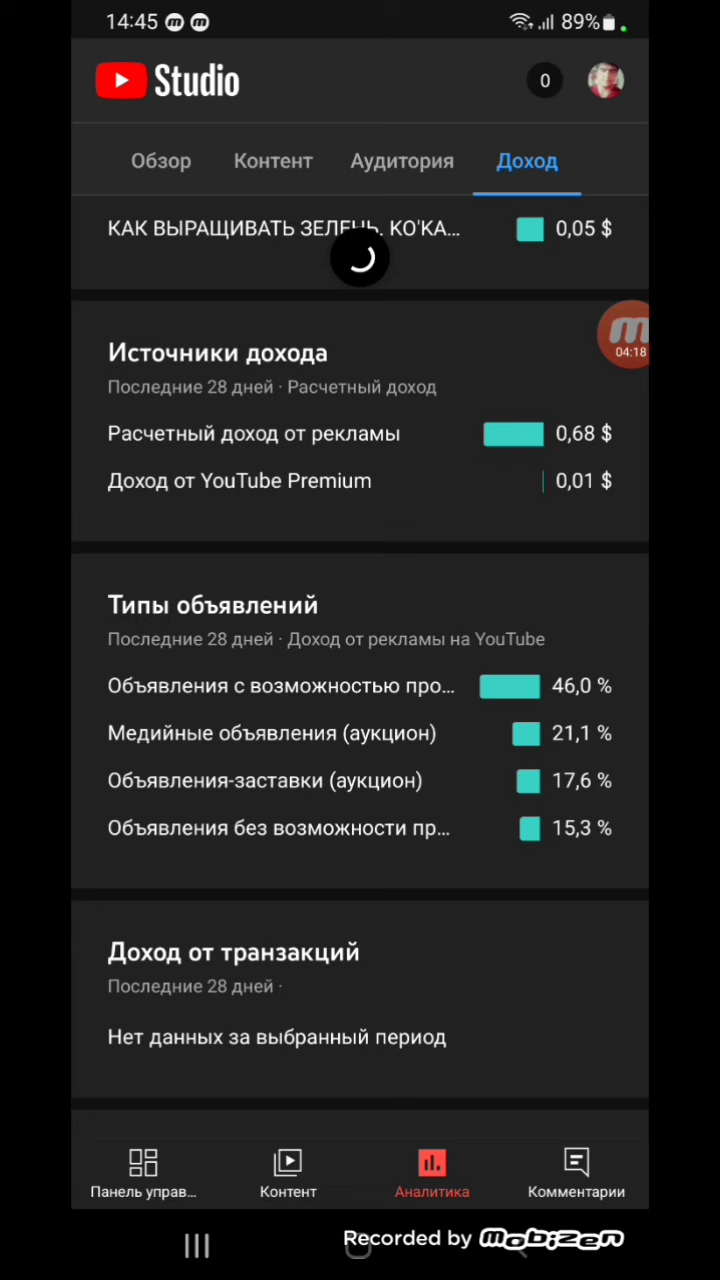 14:45 89%
Studio 0
Обзор Контент Аудитория Доход
КАК ВЫРАЩИВАТЬ ЗЕЛЕНЬ. KO'KA... 0,05 $
04:18
Источники дохода
Последние 28 дней · Расчетный доход
Расчетный доход от рекламы 0,68 $
Доход от YouTube Premium 0,01 $
Типы объявлений
Последние 28 дней · Доход от рекламы на YouTube
Объявления с возможностью про... 46,0 %
Медийные объявления (аукцион) 21,1 %
Объявления-заставки (аукцион) 17,6 %
Объявления без возможности пр... 15,3 %
Доход от транзакций
Последние 28 дней ·
Нет данных за выбранный период
Панель управ... Контент Аналитика Комментарии
Recorded by mobizen